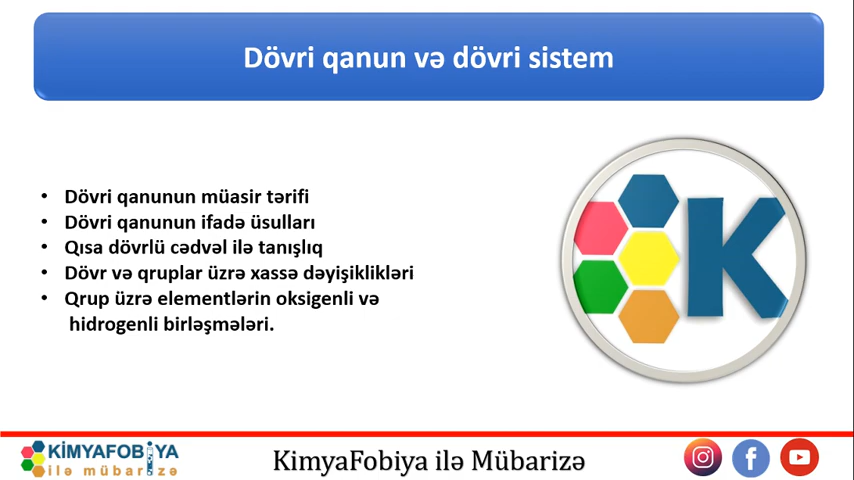 Dövri qanun və dövri sistem
• Dövri qanunun müasir tərifi
• Dövri qanunun ifadə üsulları
• Qısa dövrlü cədvəl ilə tanışlıq
• Dövr və qruplar üzrə xassə dəyişiklikləri
• Qrup üzrə elementlərin oksigenli və
hidrogenli birləşmələri.
K
KİMYAFOBİYA
ilə mübarizə
KimyaFobiya ilə Mübarizə